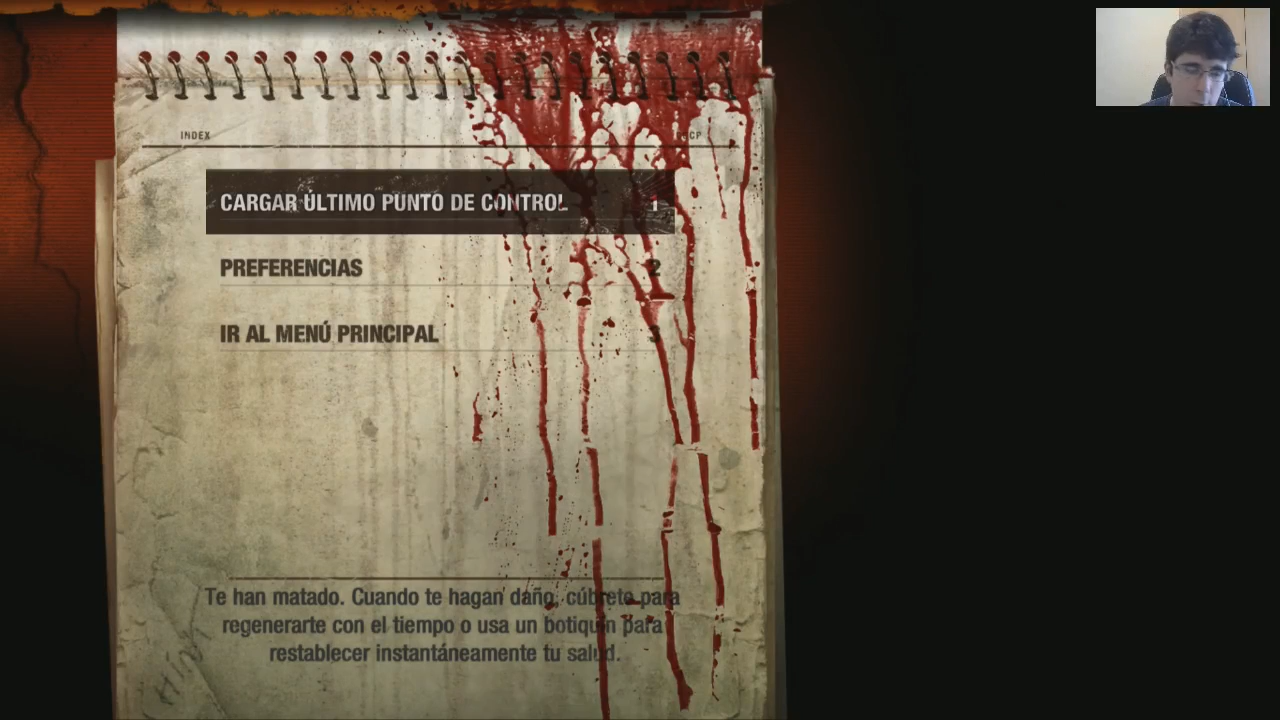 INDEX
CARGAR ÚLTIMO PUNTO DE CONTROL 1
PREFERENCIAS 2
IR AL MENÚ PRINCIPAL 3
Te han matado. Cuando te hagan daño, cúbrete para
regenerarte con el tiempo o usa un botiquín para
restablecer instantáneamente tu salud.